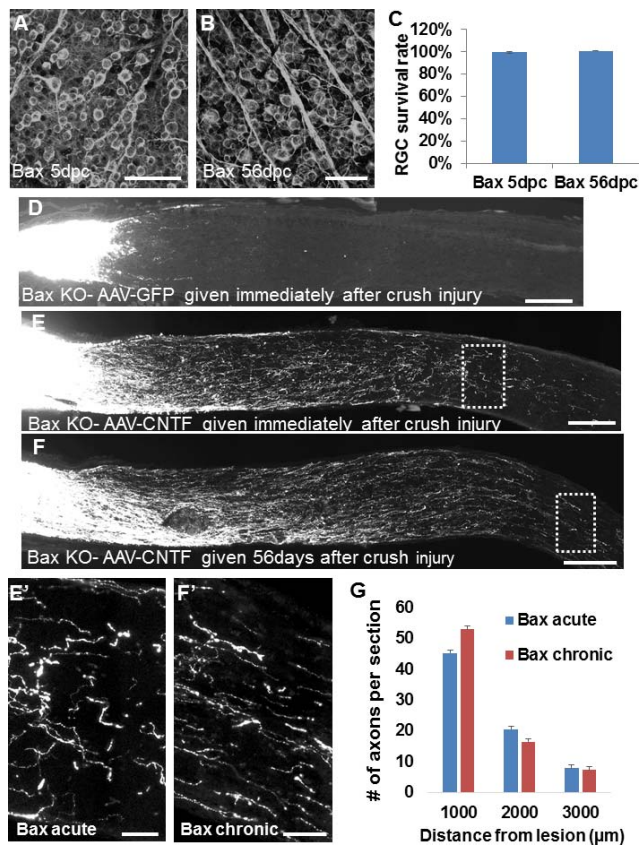 A
Bax 5dpc
B
Bax 56dpc
C
RGC survival rate
120%
100%
80%
60%
40%
20%
0%
Bax 5dpc Bax 56dpc
D
Bax KO- AAV-GFP given immediately after crush injury
E
Bax KO- AAV-CNTF given immediately after crush injury
F
Bax KO- AAV-CNTF given 56days after crush injury
E'
Bax acute
F'
Bax chronic
G
# of axons per section
60
50
40
30
20
10
0
Bax acute
Bax chronic
1000 2000 3000
Distance from lesion (μm)